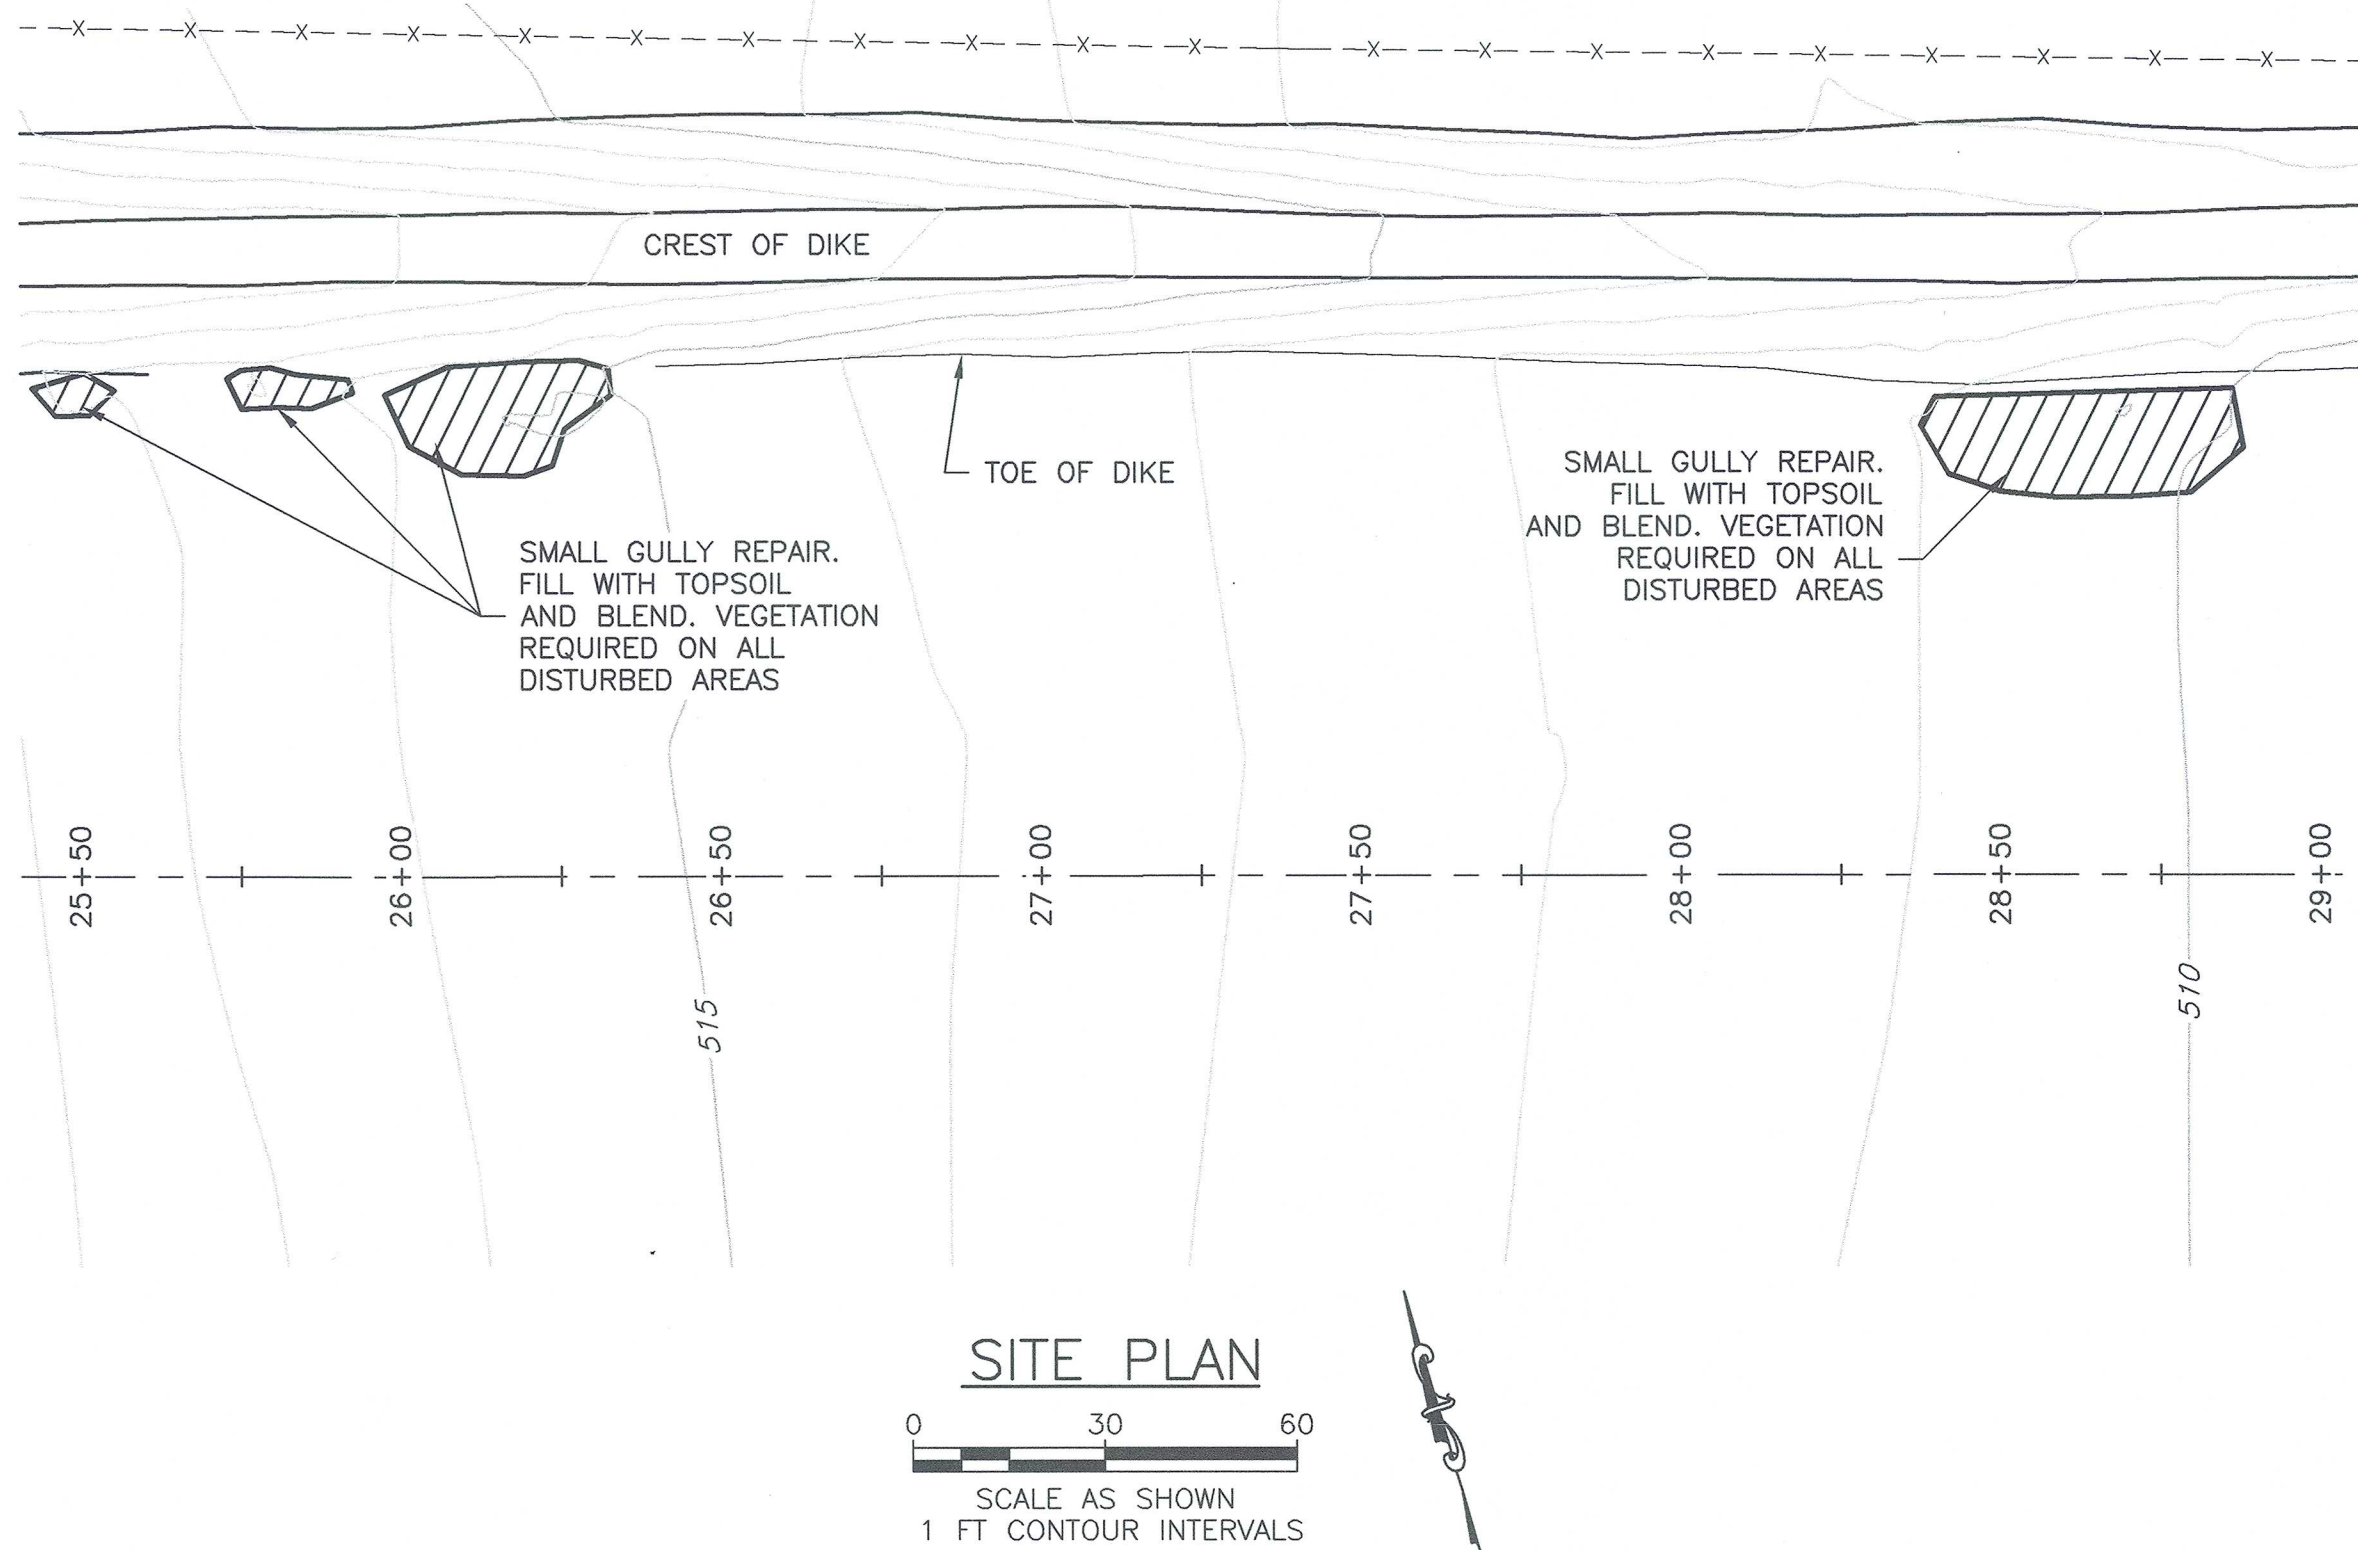 CREST OF DIKE
TOE OF DIKE
SMALL GULLY REPAIR.
FILL WITH TOPSOIL
AND BLEND. VEGETATION
REQUIRED ON ALL
DISTURBED AREAS
SMALL GULLY REPAIR.
FILL WITH TOPSOIL
AND BLEND. VEGETATION
REQUIRED ON ALL
DISTURBED AREAS
25+50
26+00
26+50
27+00
27+50
28+00
28+50
29+00
515
510
SITE PLAN
0 30 60
SCALE AS SHOWN
1 FT CONTOUR INTERVALS